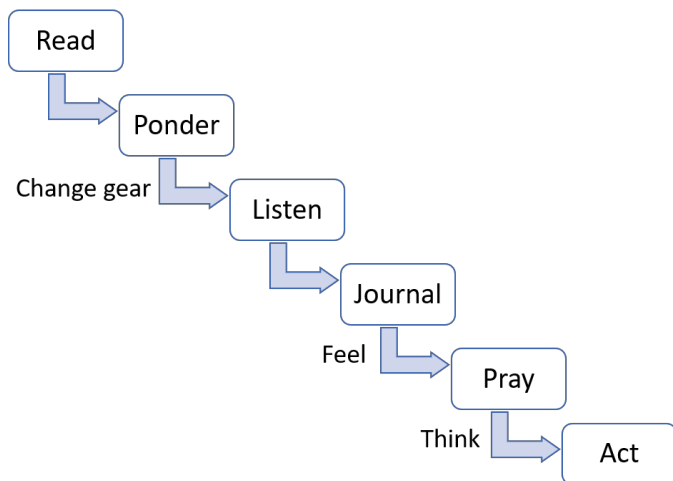 Read
Ponder
Change gear
Listen
Journal
Feel
Pray
Think
Act